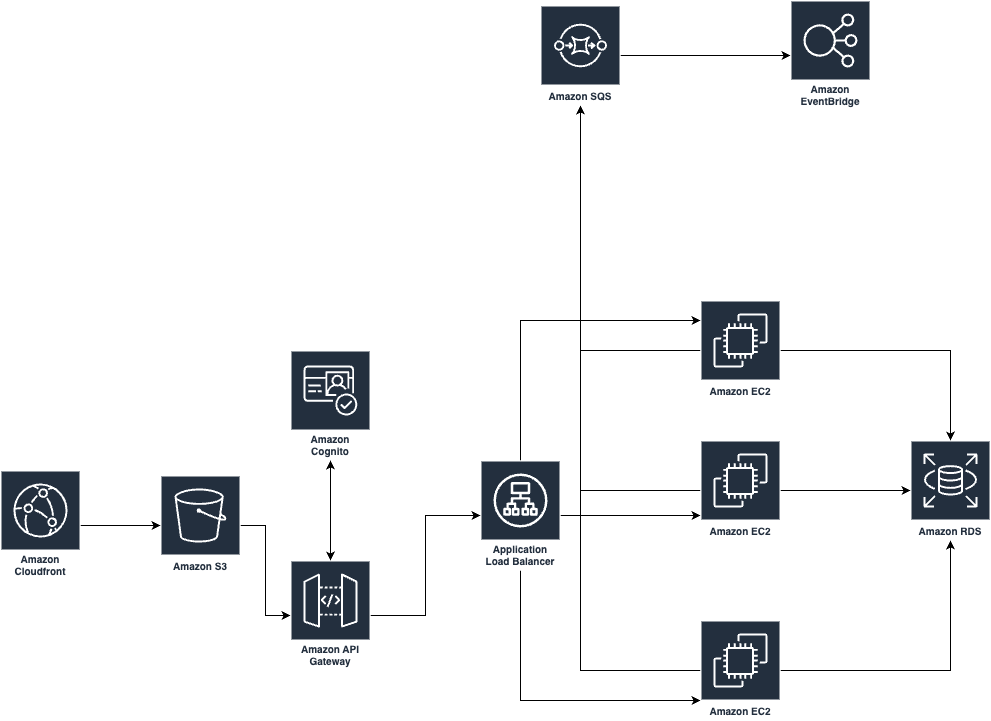 Amazon SQS
Amazon
EventBridge
Amazon
Cognito
Amazon EC2
Amazon
Cloudfront
Amazon S3
Amazon API
Gateway
Application
Load Balancer
Amazon EC2
Amazon RDS
Amazon EC2